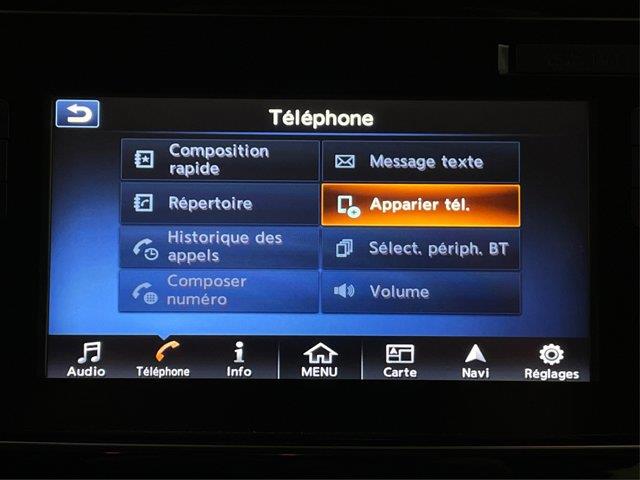 Téléphone
Composition
rapide
Message texte
Répertoire
Apparier tél.
Historique des
appels
Sélect. périph. BT
Composer
numéro
Volume
Audio
Téléphone
Info
MENU
Carte
Navi
Réglages